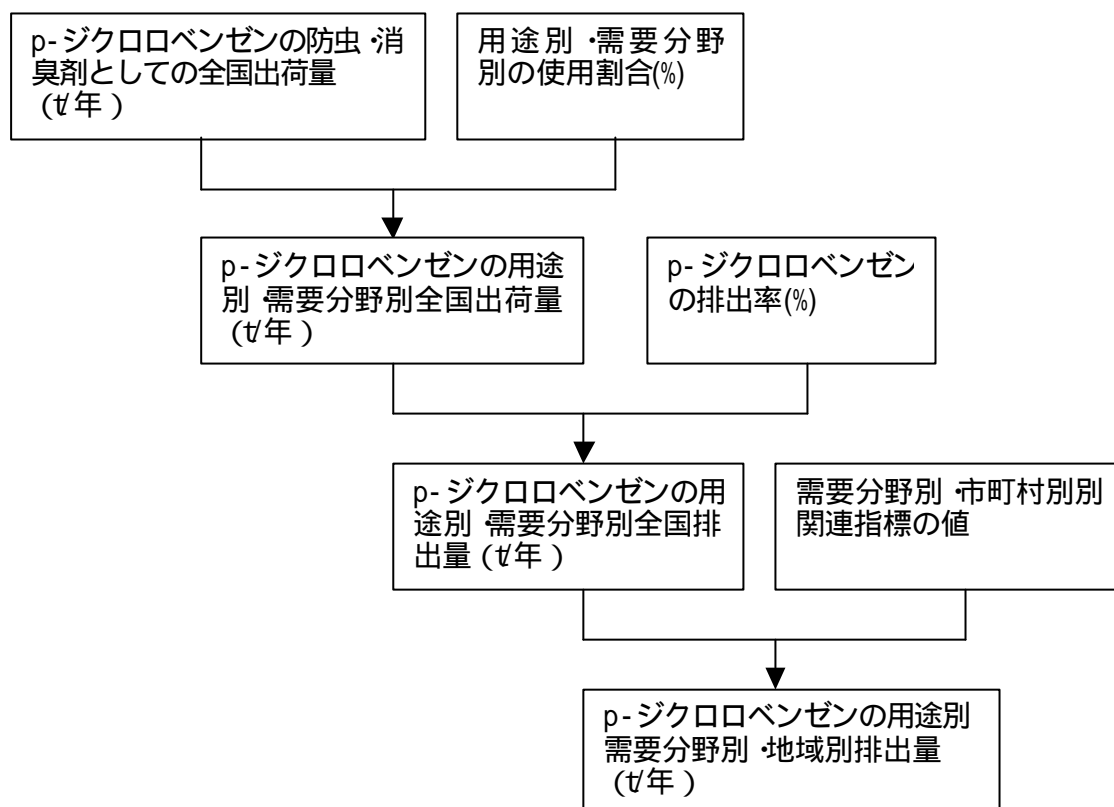 p-ジクロロベンゼンの防虫・消
臭剤としての全国出荷量
(t/年)
用途別・需要分野
別の使用割合(%)
p-ジクロロベンゼンの用途
別・需要分野別全国出荷量
(t/年)
p-ジクロロベンゼン
の排出率(%)
p-ジクロロベンゼンの用
途別・需要分野別全国排
出量(t/年)
需要分野別・市町村別別
関連指標の値
p-ジクロロベンゼンの用途別
需要分野別・地域別排出量
(t/年)